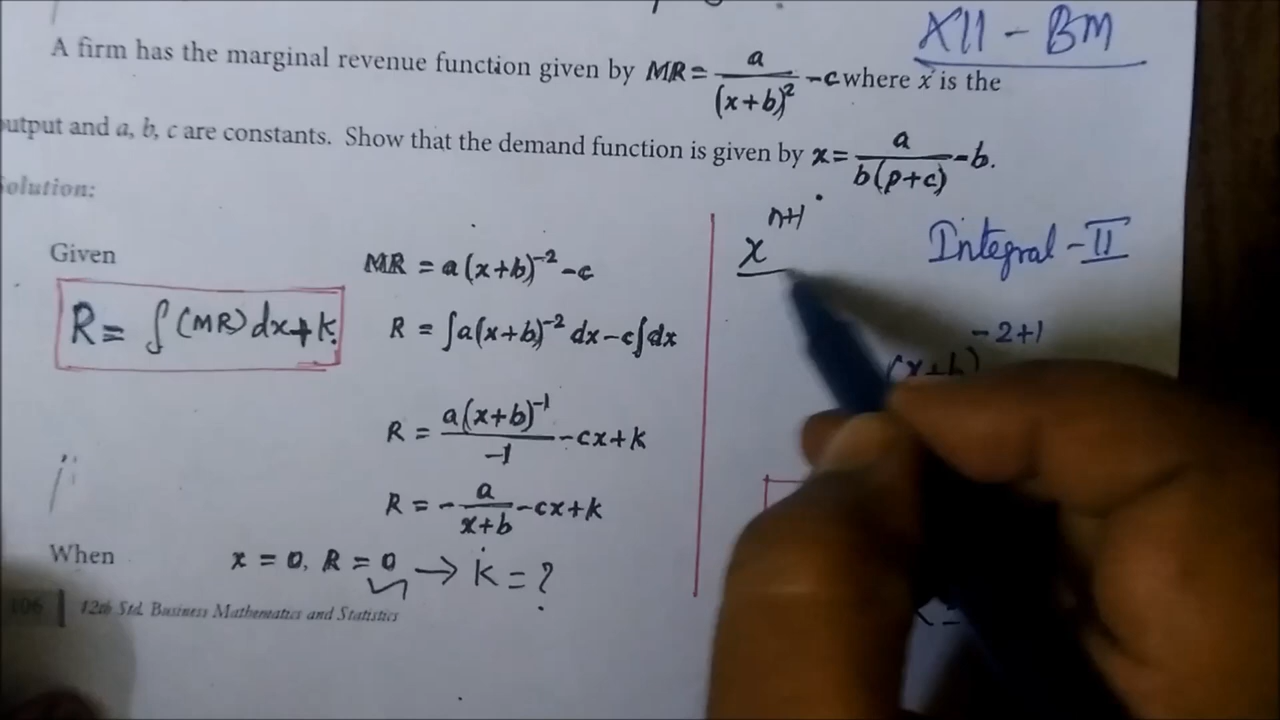 XII - BM
A firm has the marginal revenue function given by MR = a/(x+b)² - c where x is the
output and a, b, c are constants. Show that the demand function is given by x = a/b(p+c) - b.
Solution:
xⁿ⁺¹
Integral - II
Given MR = a(x+b)⁻² - c
R = ∫(MR) dx + k
R = ∫a(x+b)⁻² dx - c∫dx
-2+1
(x+b)
R = a(x+b)⁻¹/-1 - cx + k
R = - a/x+b - cx + k
When x = 0, R = 0 → k = ?
106 12th Std. Business Mathematics and Statistics